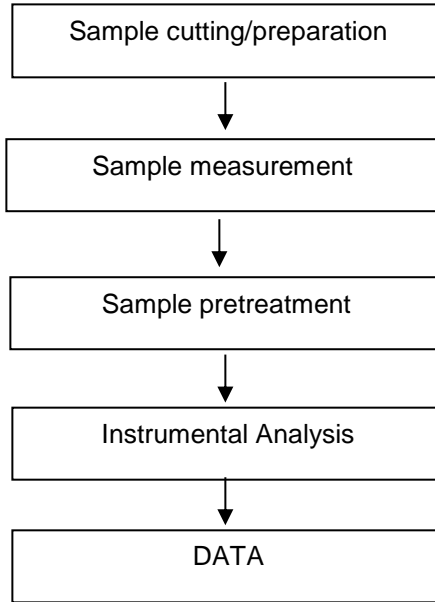 Sample cutting/preparation
Sample measurement
Sample pretreatment
Instrumental Analysis
DATA